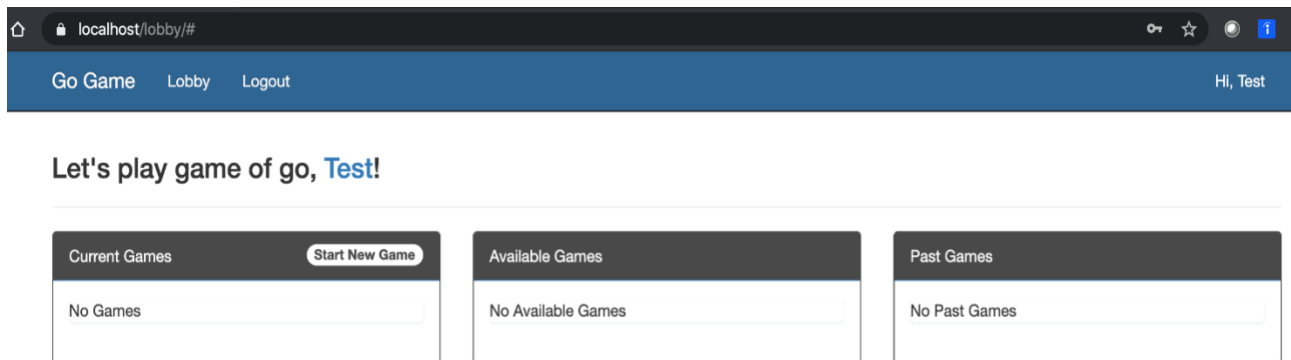 localhost/lobby/#
Go Game Lobby Logout Hi, Test
Let's play game of go, Test!
Current Games Start New Game
No Games
Available Games
No Available Games
Past Games
No Past Games